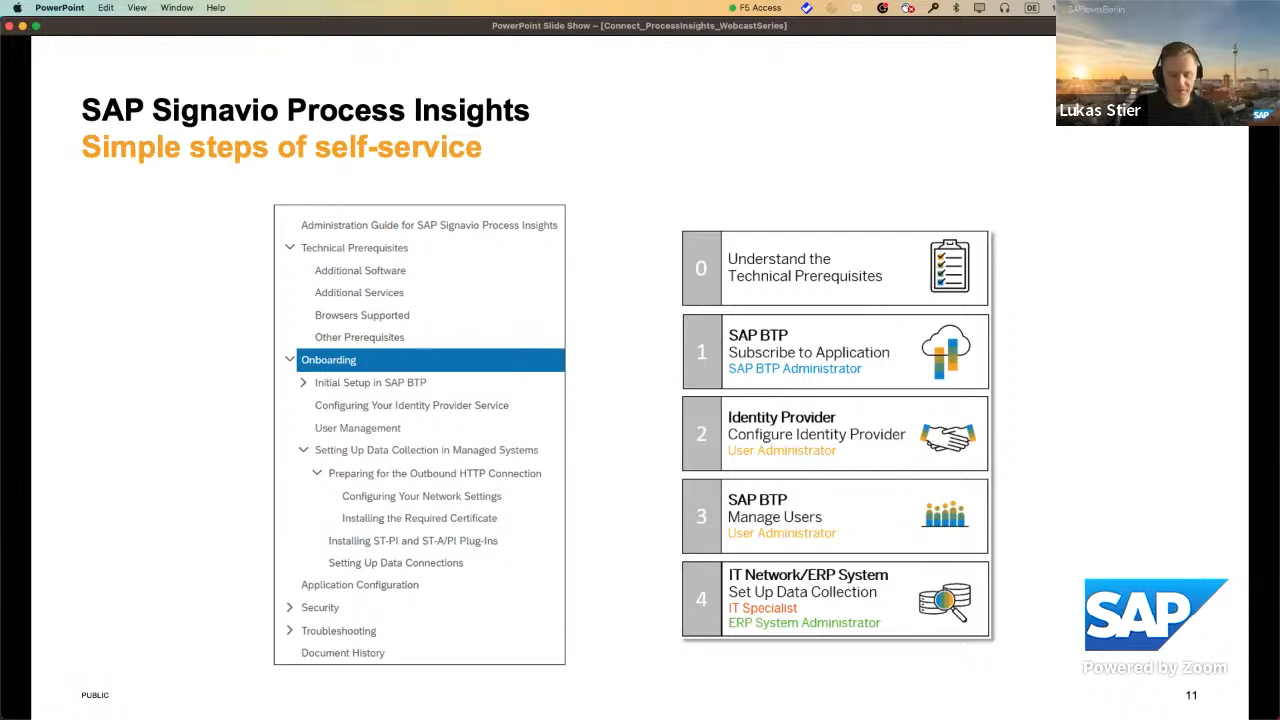 PowerPoint Edit View Window Help
F5 Access
DE
PowerPoint Slide Show – [Connect_ProcessInsights_WebcastSeries]
SAPlovesBerlin
Lukas Stier
SAP
SAP Signavio Process Insights
Simple steps of self-service
Administration Guide for SAP Signavio Process Insights
Technical Prerequisites
Additional Software
Additional Services
Browsers Supported
Other Prerequisites
Onboarding
Initial Setup in SAP BTP
Configuring Your Identity Provider Service
User Management
Setting Up Data Collection in Managed Systems
Preparing for the Outbound HTTP Connection
Configuring Your Network Settings
Installing the Required Certificate
Installing ST-PI and ST-A/PI Plug-Ins
Setting Up Data Connections
Application Configuration
Security
Troubleshooting
Document History
0
Understand the
Technical Prerequisites
1
SAP BTP
Subscribe to Application
SAP BTP Administrator
2
Identity Provider
Configure Identity Provider
User Administrator
3
SAP BTP
Manage Users
User Administrator
4
IT Network/ERP System
Set Up Data Collection
IT Specialist
ERP System Administrator
SAP
Powered by Zoom
PUBLIC
11